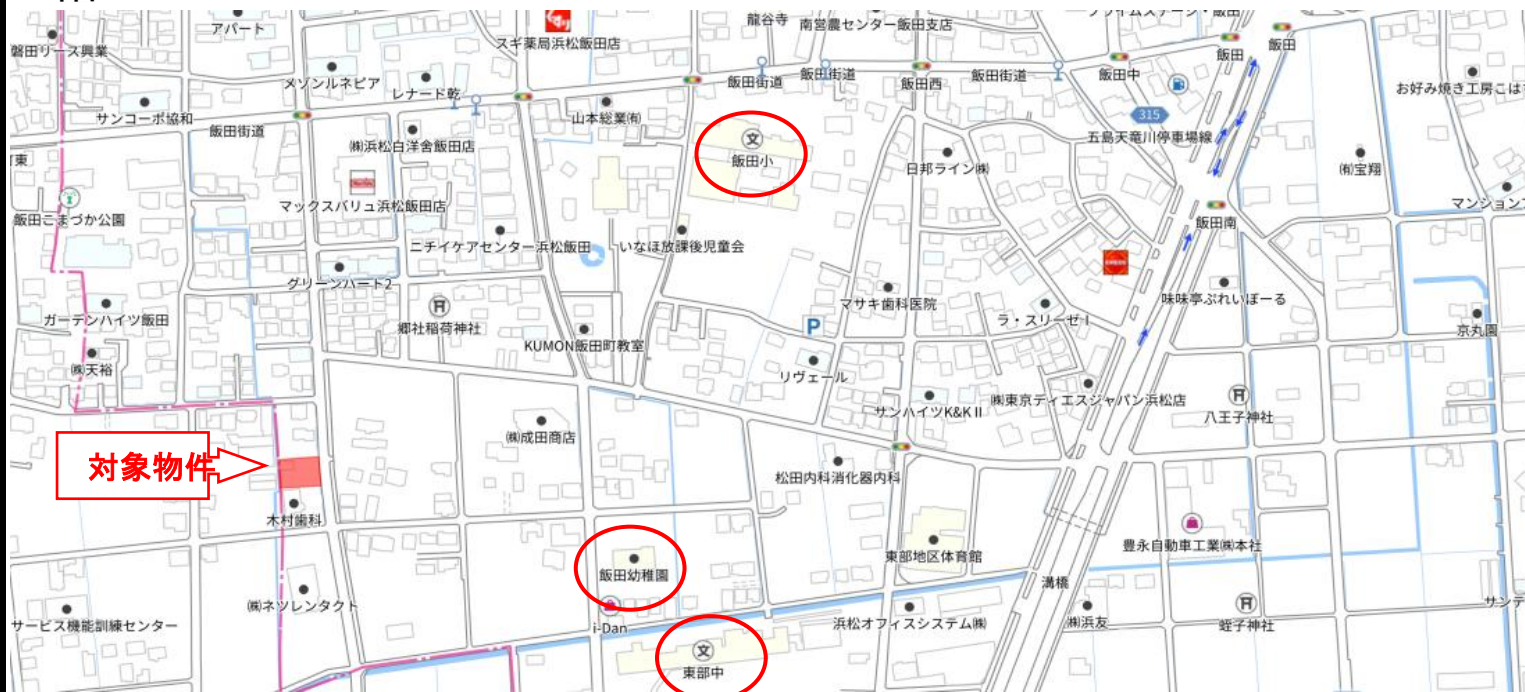 アパート
スギ薬局浜松飯田店
龍谷寺
南営農センター飯田支店
飯田
飯田
磐田リース興業
メゾンルネピア
レナード乾
飯田街道
飯田街道
飯田西
飯田街道
飯田中
お好み焼き工房こは
サンコーポ協和
飯田街道
山本総業㈲
315
五島天竜川停車場線
㈱浜松白洋舍飯田店
文
飯田小
日邦ライン㈱
㈲宝翔
町東
マックスバリュ浜松飯田店
マンション
飯田こまづか公園
飯田南
ニチイケアセンター浜松飯田
いなほ放課後児童会
グリーンハート2
マサキ歯科医院
味味亭ぷれいぼーる
ガーデンハイツ飯田
郷社稲荷神社
P
ラ・スリーゼⅠ
京丸園
KUMON飯田町教室
㈱天裕
リヴェール
サンハイツK&KⅡ
㈱東京ディエスジャパン浜松店
八王子神社
㈱成田商店
対象物件
松田内科消化器内科
木村歯科
豊永自動車工業㈱本社
東部地区体育館
飯田幼稚園
溝橋
㈱ネツレンタクト
サービス機能訓練センター
i-Dan
浜松オフィスシステム㈱
㈱浜友
蛭子神社
サンテ
文
東部中